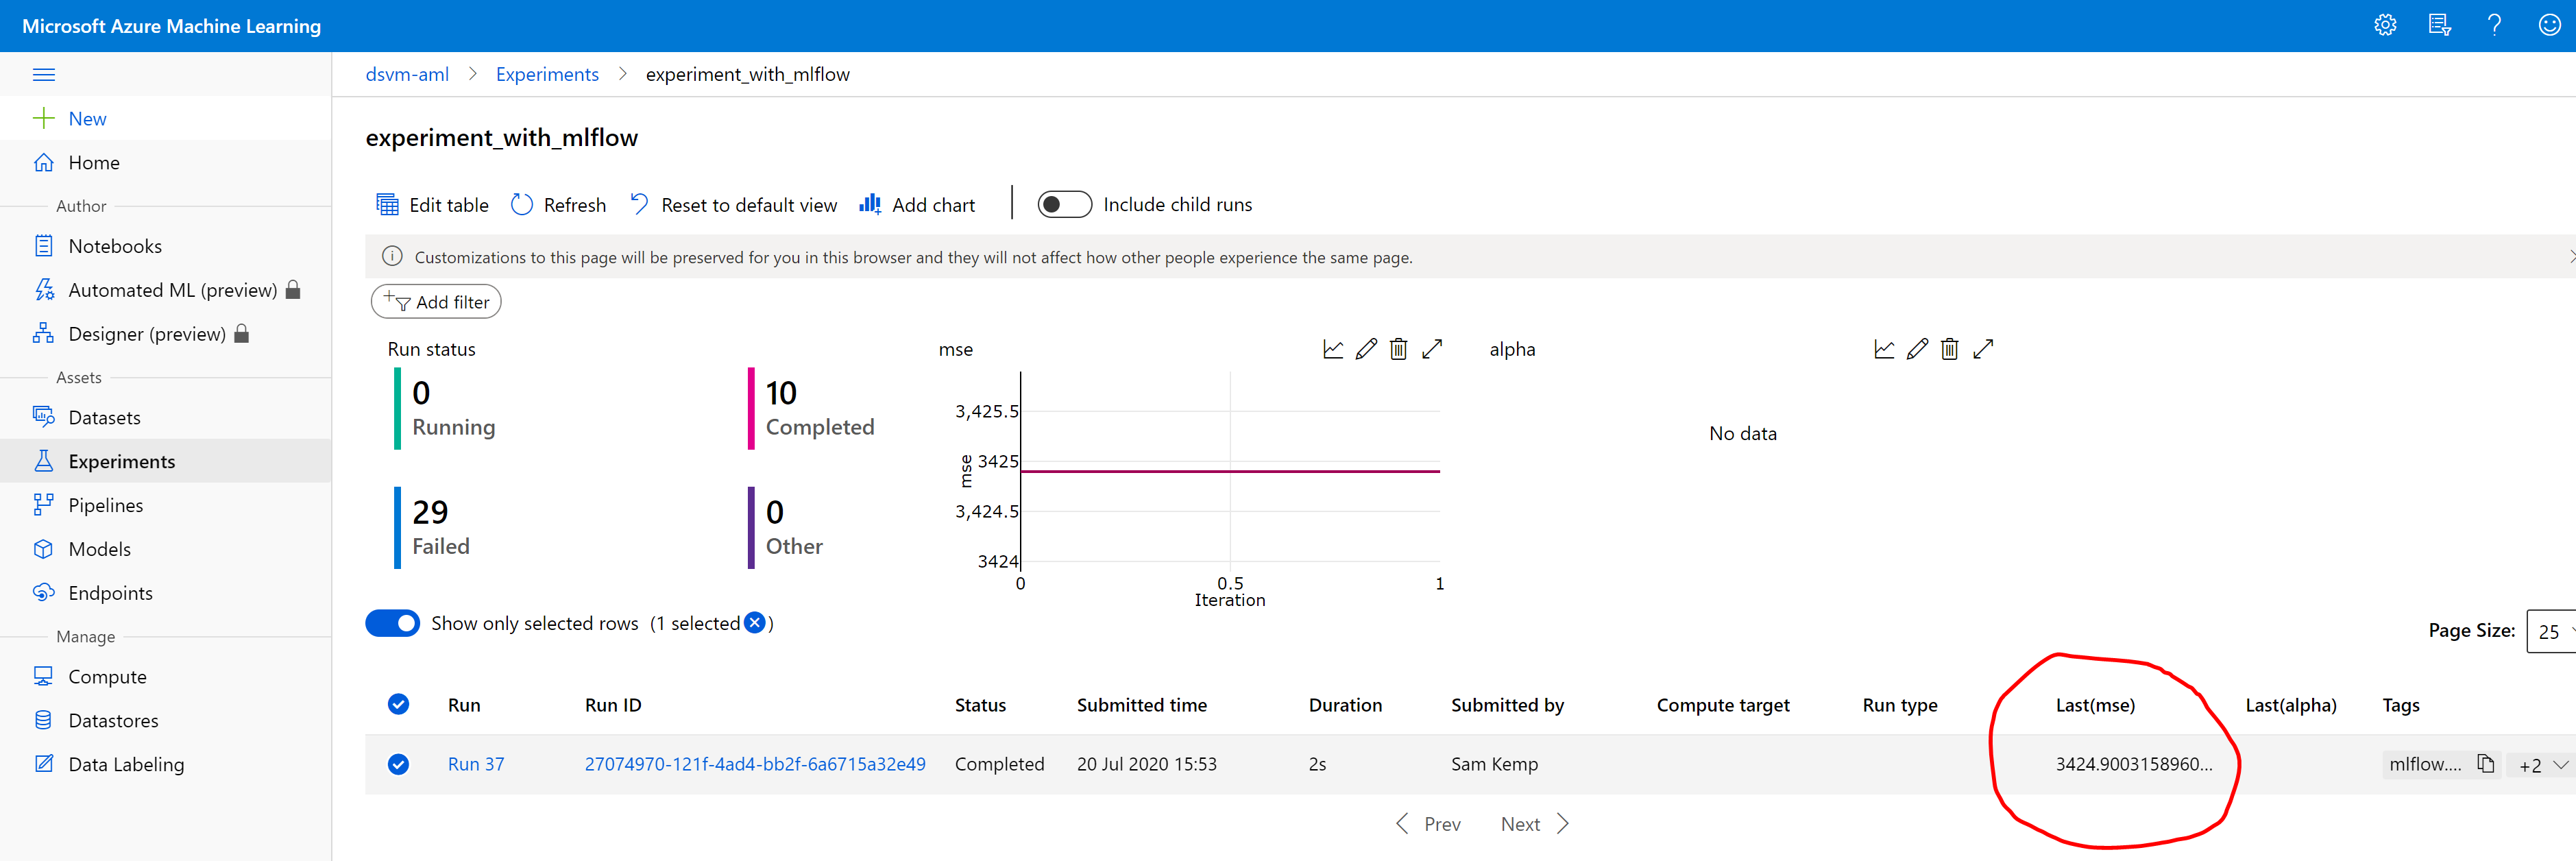 Microsoft Azure Machine Learning
dsvm-aml > Experiments > experiment_with_mlflow
New
Home
Author
Notebooks
Automated ML (preview)
Designer (preview)
Assets
Datasets
Experiments
Pipelines
Models
Endpoints
Manage
Compute
Datastores
Data Labeling
experiment_with_mlflow
Edit table Refresh Reset to default view Add chart Include child runs
Customizations to this page will be preserved for you in this browser and they will not affect how other people experience the same page.
Add filter
Run status
0 Running
10 Completed
29 Failed
0 Other
mse
3,425.5
3425
3,424.5
3424
mse
0 0.5 1
Iteration
alpha
No data
Show only selected rows (1 selected )
Page Size: 25
Run Run ID Status Submitted time Duration Submitted by Compute target Run type Last(mse) Last(alpha) Tags
Run 37 27074970-121f-4ad4-bb2f-6a6715a32e49 Completed 20 Jul 2020 15:53 2s Sam Kemp 3424.9003158960... mlflow.... +2
Prev Next